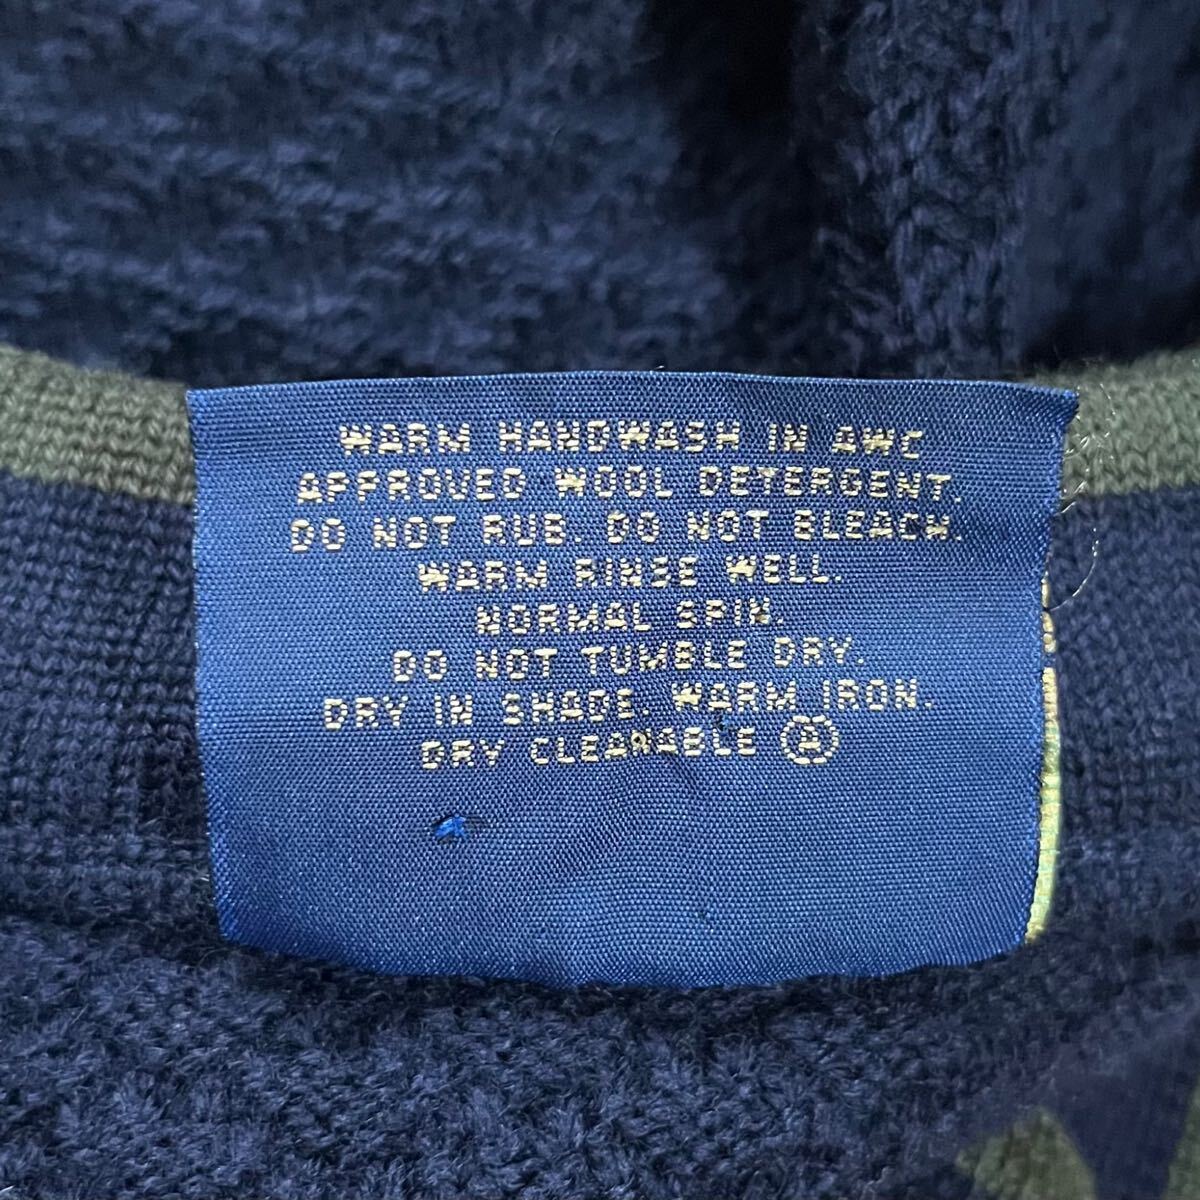 WARM HANDWASH IN AWC
APPROVED WOOL DETERGENT.
DO NOT RUB. DO NOT BLEACH.
WARM RINSE WELL.
NORMAL SPIN.
DO NOT TUMBLE DRY.
DRY IN SHADE. WARM IRON.
DRY CLEANABLE Ⓐ